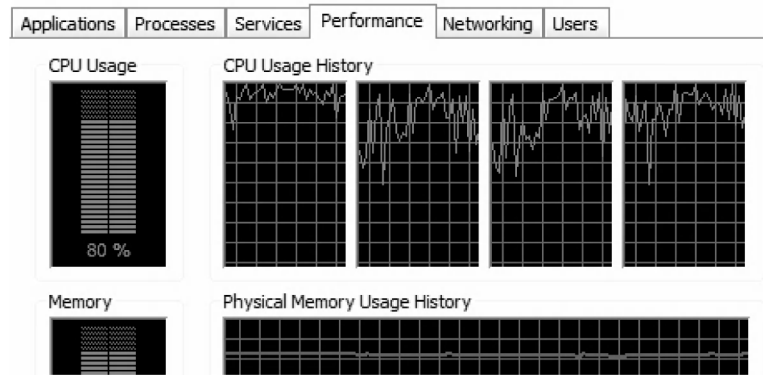 Applications Processes Services Performance Networking Users
CPU Usage CPU Usage History
80 %
Memory Physical Memory Usage History